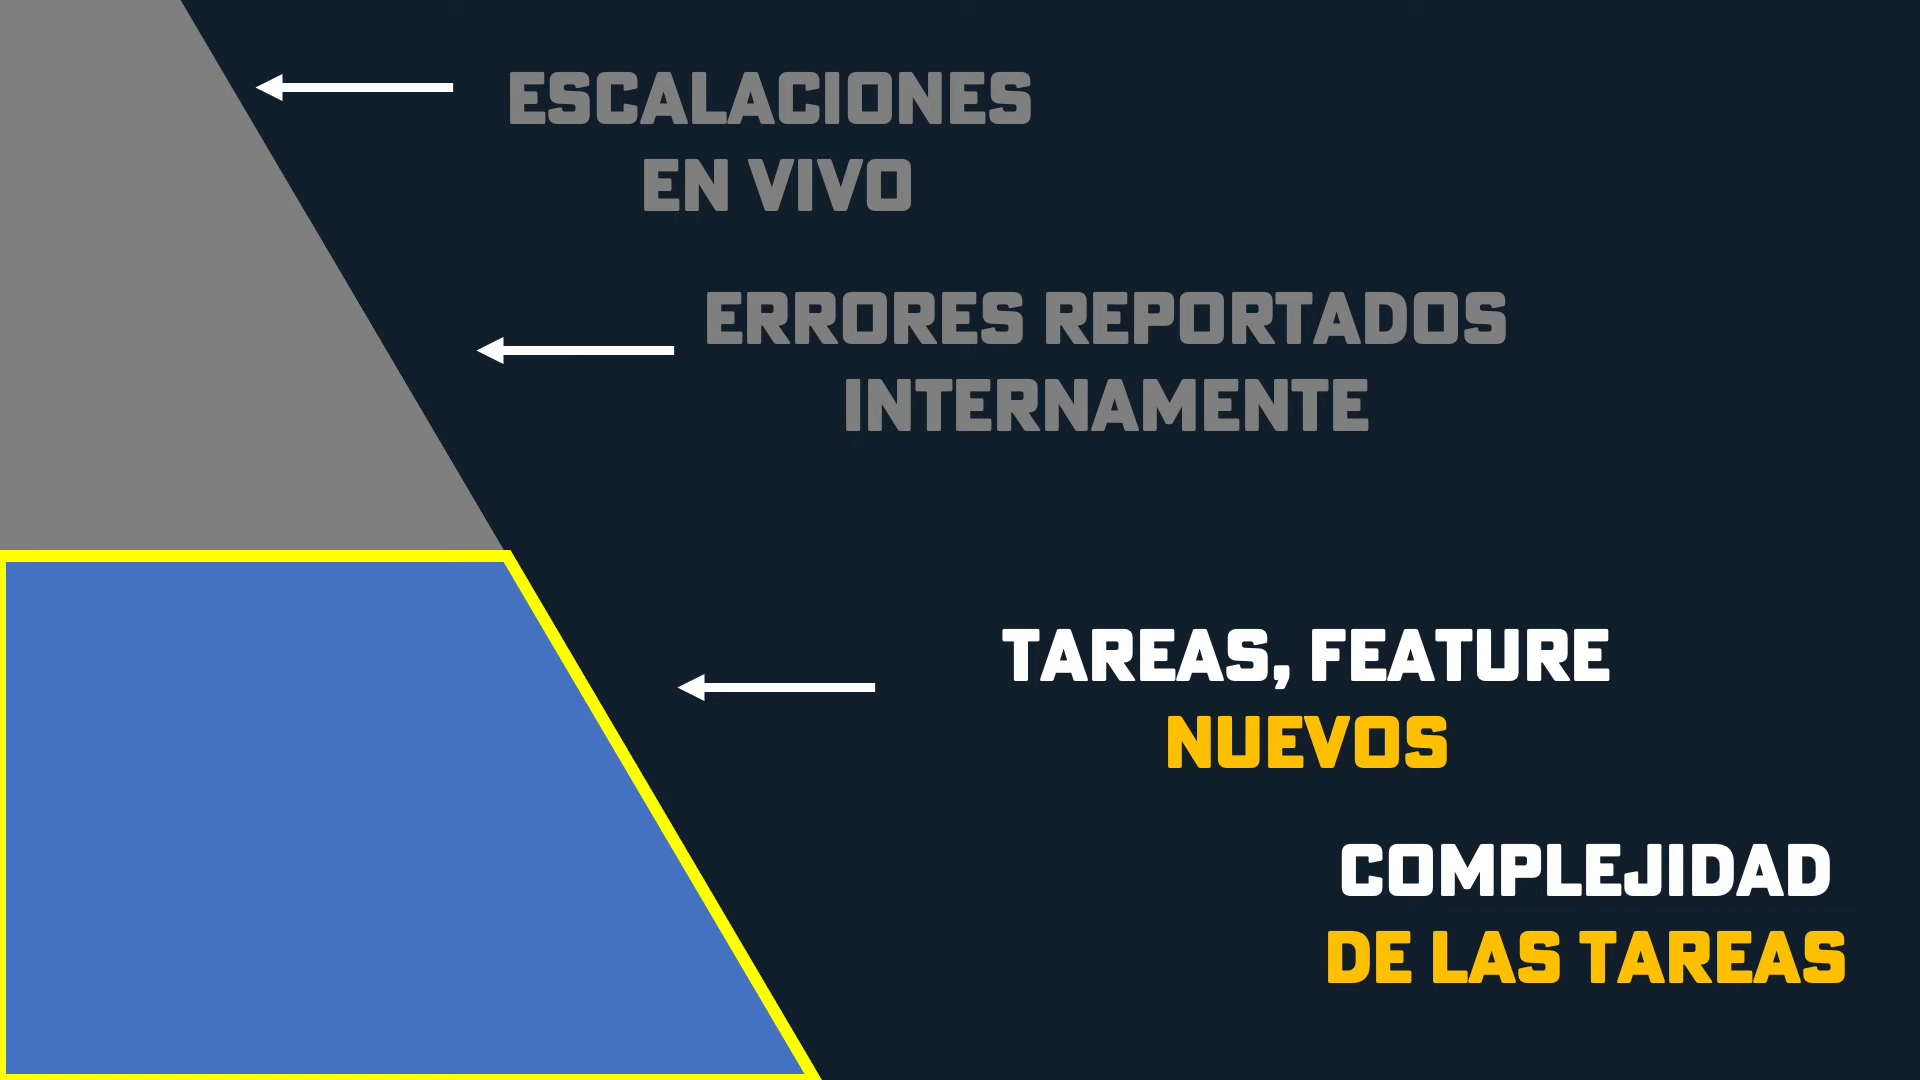 ESCALACIONES
EN VIVO
ERRORES REPORTADOS
INTERNAMENTE
TAREAS, FEATURE
NUEVOS
COMPLEJIDAD
DE LAS TAREAS